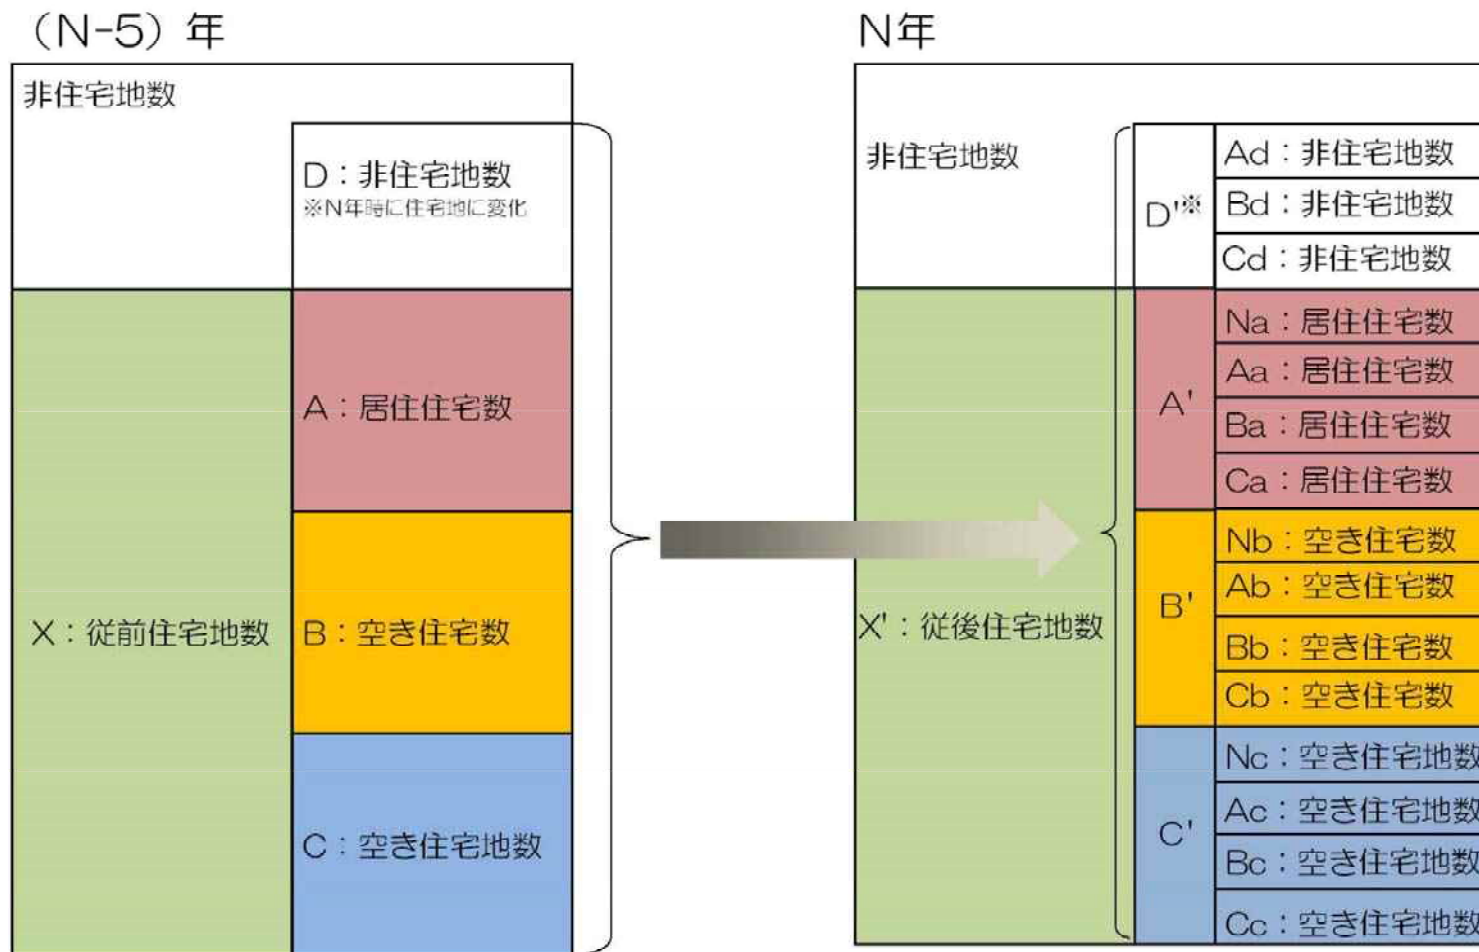 (N-5)年
非住宅地数
D：非住宅地数
※N年時に住宅地に変化
A：居住住宅数
X：従前住宅地数
B：空き住宅数
C：空き住宅地数
N年
非住宅地数
D'※
Ad：非住宅地数
Bd：非住宅地数
Cd：非住宅地数
A'
Na：居住住宅数
Aa：居住住宅数
Ba：居住住宅数
Ca：居住住宅数
X'：従後住宅地数
B'
Nb：空き住宅数
Ab：空き住宅数
Bb：空き住宅数
Cb：空き住宅数
C'
Nc：空き住宅地数
Ac：空き住宅地数
Bc：空き住宅地数
Cc：空き住宅地数